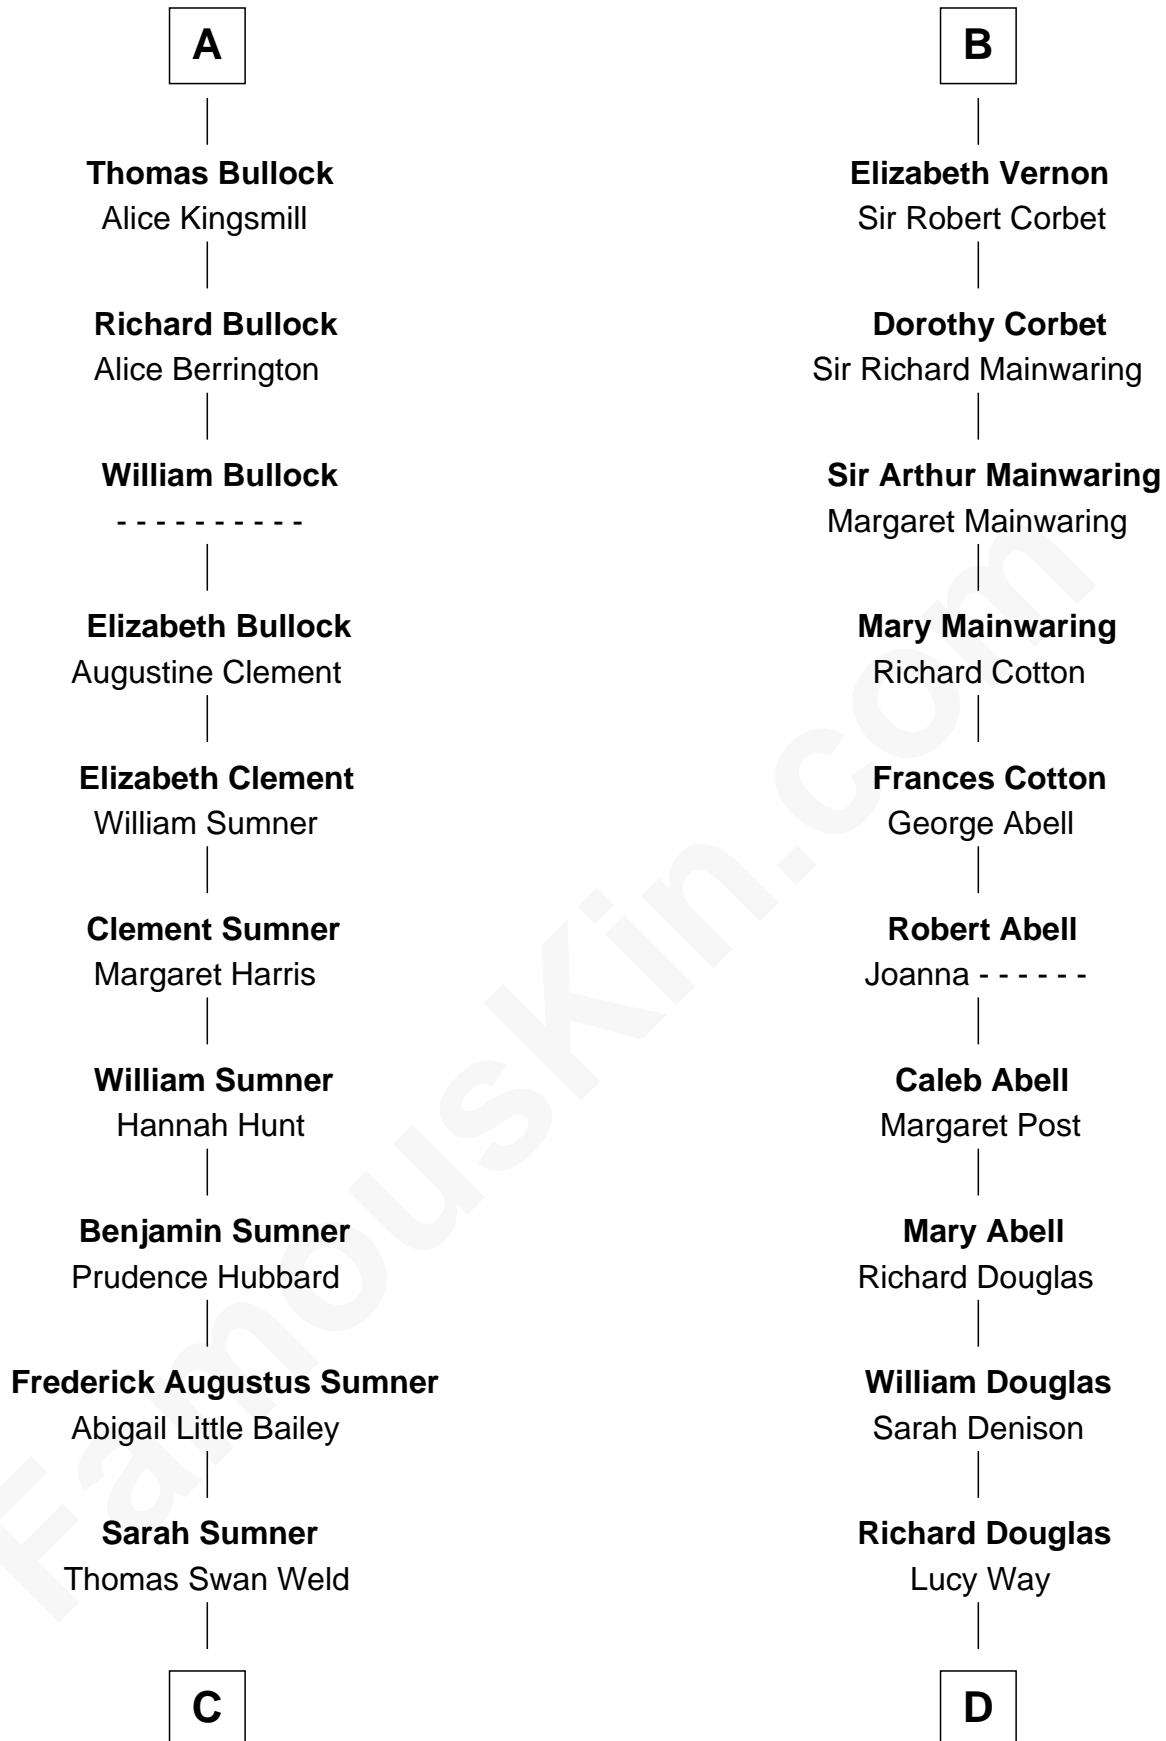 A
Thomas Bullock
Alice Kingsmill
Richard Bullock
Alice Berrington
William Bullock
- - - - - - - - - -
Elizabeth Bullock
Augustine Clement
Elizabeth Clement
William Sumner
Clement Sumner
Margaret Harris
William Sumner
Hannah Hunt
Benjamin Sumner
Prudence Hubbard
Frederick Augustus Sumner
Abigail Little Bailey
Sarah Sumner
Thomas Swan Weld
C
B
Elizabeth Vernon
Sir Robert Corbet
Dorothy Corbet
Sir Richard Mainwaring
Sir Arthur Mainwaring
Margaret Mainwaring
Mary Mainwaring
Richard Cotton
Frances Cotton
George Abell
Robert Abell
Joanna - - - - - -
Caleb Abell
Margaret Post
Mary Abell
Richard Douglas
William Douglas
Sarah Denison
Richard Douglas
Lucy Way
D
FamousKin.com